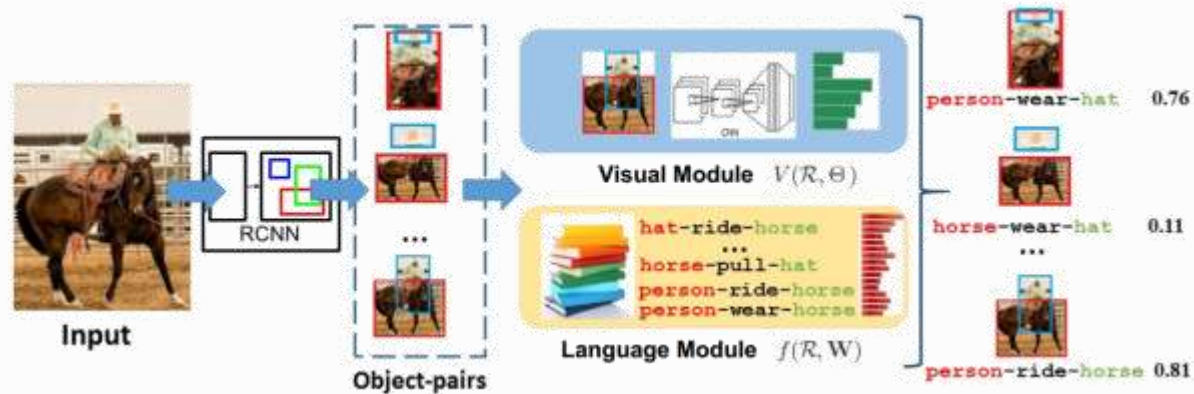 Input
RCNN
...
Object-pairs
CNN
Visual Module V(R, Θ)
hat-ride-horse
...
horse-pull-hat
person-ride-horse
person-wear-horse
Language Module f(R, W)
person-wear-hat 0.76
horse-wear-hat 0.11
...
person-ride-horse 0.81